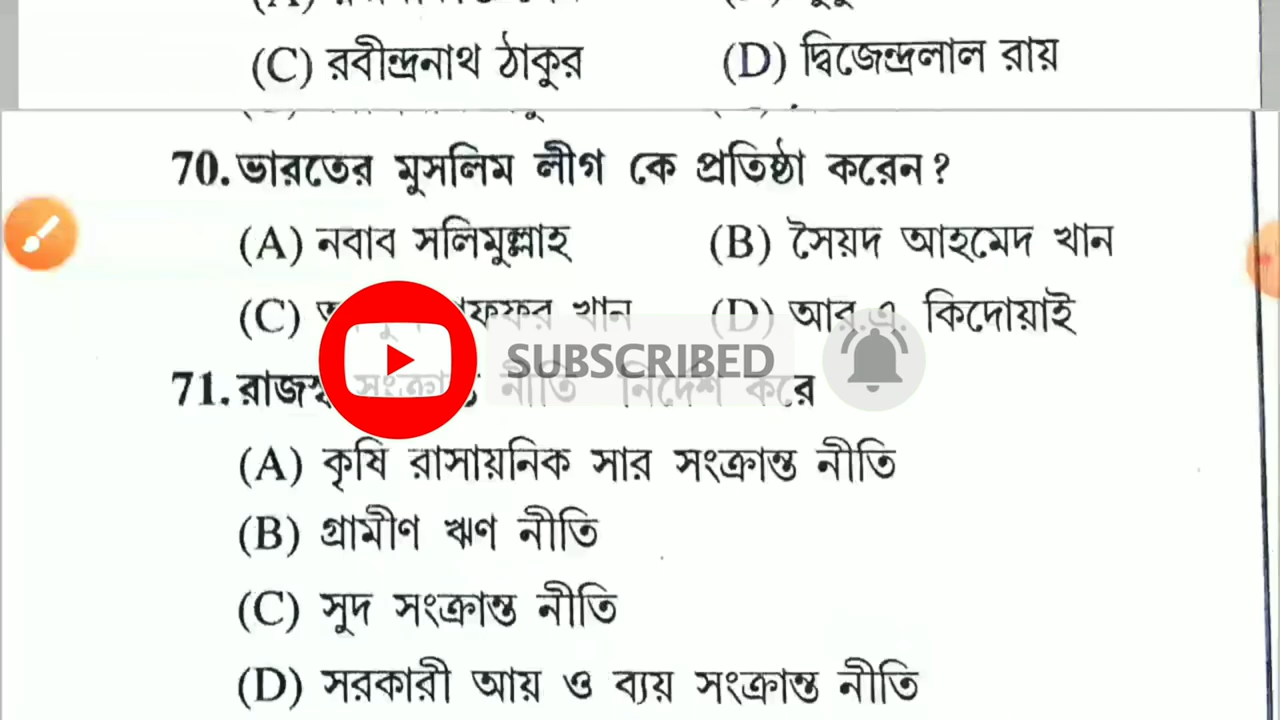 (C) রবীন্দ্রনাথ ঠাকুর (D) দ্বিজেন্দ্রলাল রায়
70. ভারতের মুসলিম লীগ কে প্রতিষ্ঠা করেন?
(A) নবাব সলিমুল্লাহ (B) সৈয়দ আহমেদ খান
(C) খান (D) আর.এ. কিদোয়াই
SUBSCRIBED
71. রাজস্ব সংক্রান্ত নীতি নির্দেশ করে
(A) কৃষি রাসায়নিক সার সংক্রান্ত নীতি
(B) গ্রামীণ ঋণ নীতি
(C) সুদ সংক্রান্ত নীতি
(D) সরকারী আয় ও ব্যয় সংক্রান্ত নীতি